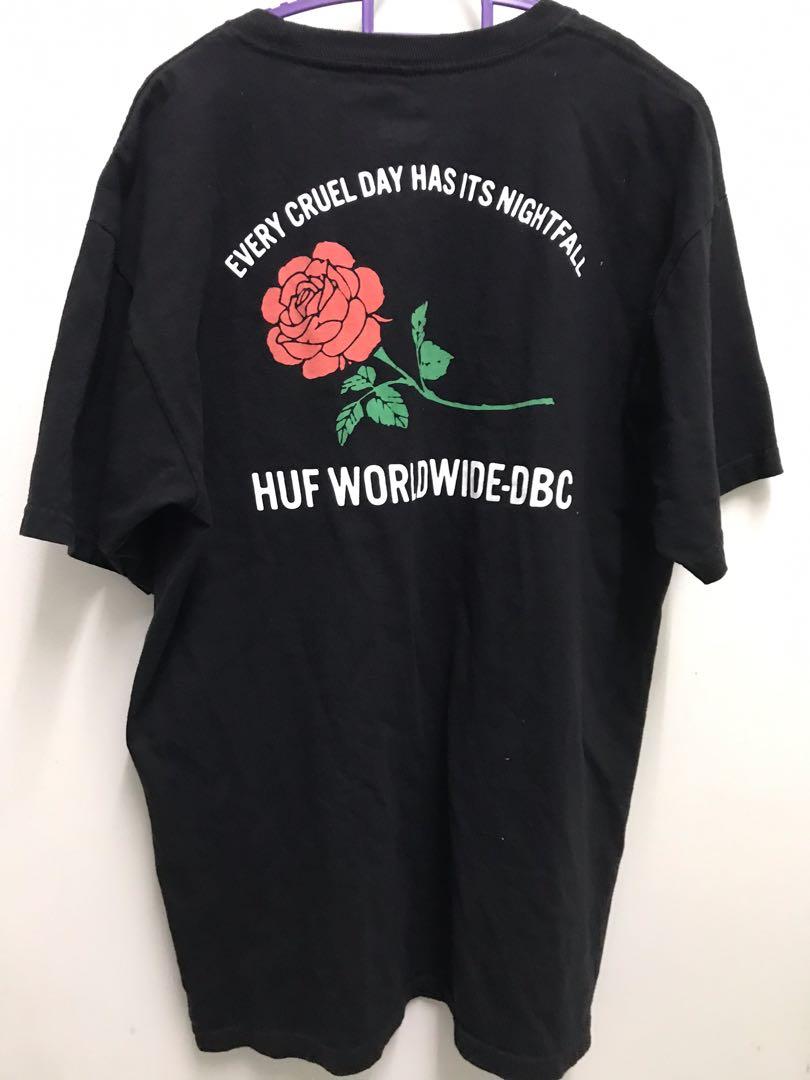 EVERY CRUEL DAY HAS ITS NIGHTFALL
HUF WORLDWIDE-DBC